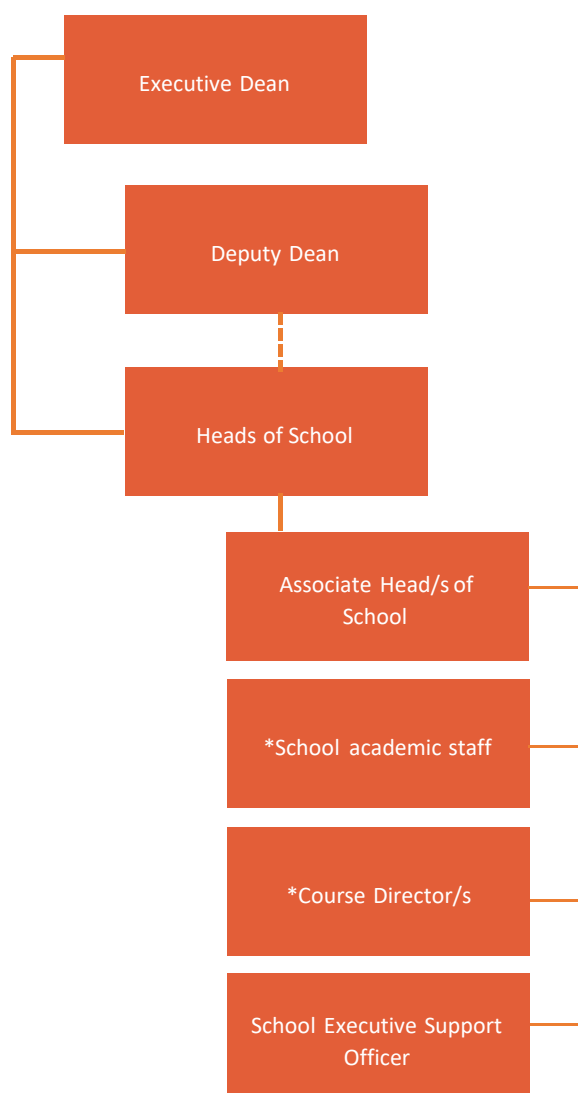 Executive Dean
Deputy Dean
Heads of School
Associate Head/s of
School
*School academic staff
*Course Director/s
School Executive Support
Officer